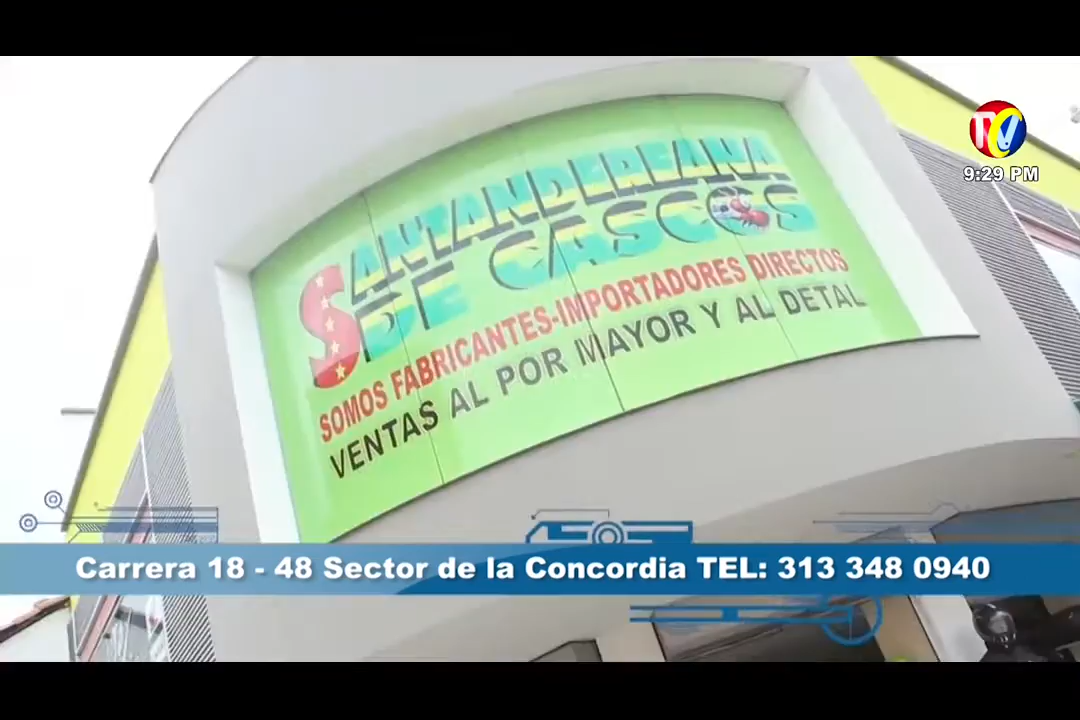 TVC
9:29 PM
SANTANDEREANA
DE CASCOS
SOMOS FABRICANTES-IMPORTADORES DIRECTOS
VENTAS AL POR MAYOR Y AL DETAL
Carrera 18 - 48 Sector de la Concordia TEL: 313 348 0940